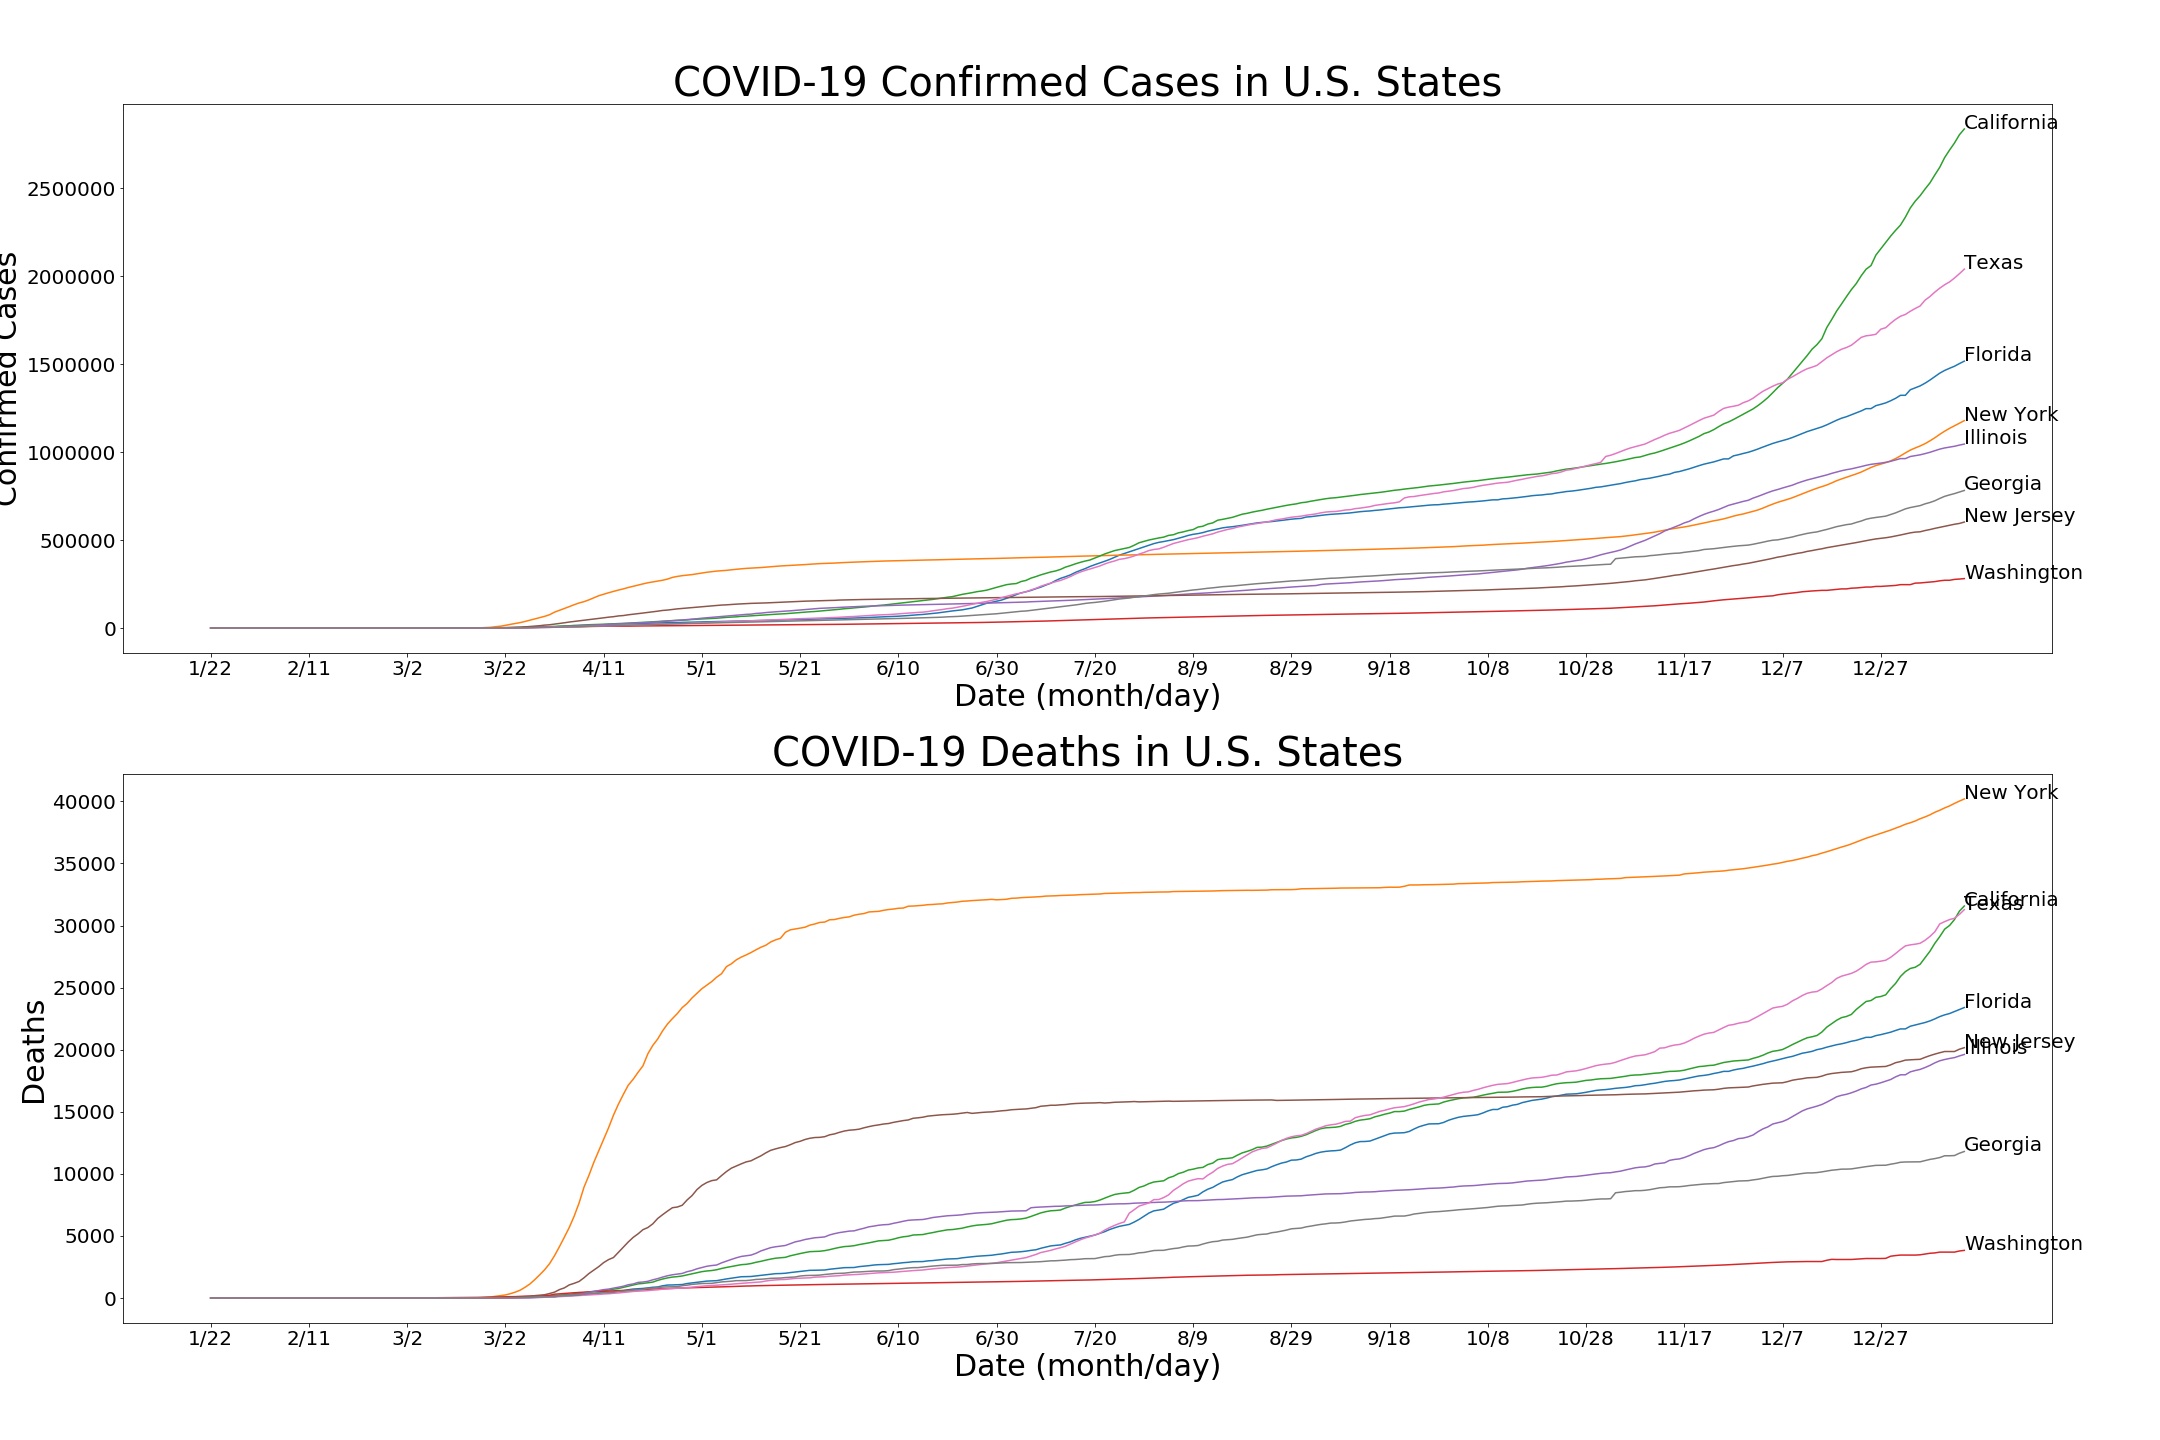 COVID-19 Confirmed Cases in U.S. States
Confirmed Cases
2500000
2000000
1500000
1000000
500000
0
California
Texas
Florida
New York
Illinois
Georgia
New Jersey
Washington
1/22 2/11 3/2 3/22 4/11 5/1 5/21 6/10 6/30 7/20 8/9 8/29 9/18 10/8 10/28 11/17 12/7 12/27
Date (month/day)
COVID-19 Deaths in U.S. States
Deaths
40000
35000
30000
25000
20000
15000
10000
5000
0
New York
California
Texas
Florida
New Jersey
Illinois
Georgia
Washington
1/22 2/11 3/2 3/22 4/11 5/1 5/21 6/10 6/30 7/20 8/9 8/29 9/18 10/8 10/28 11/17 12/7 12/27
Date (month/day)